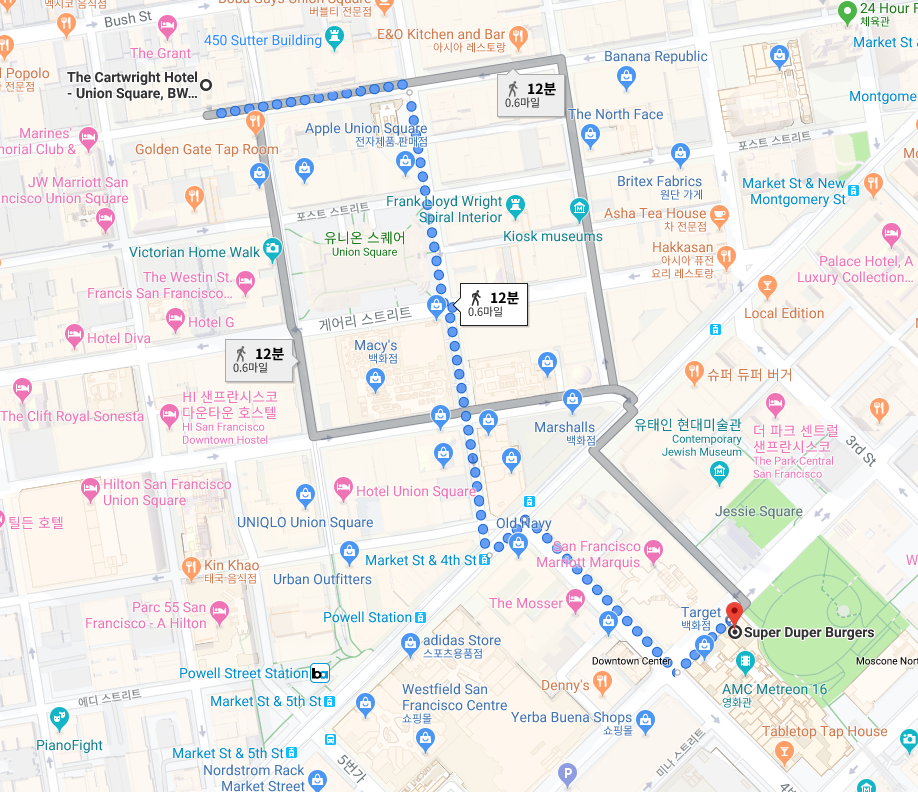 멕시코 음식점
Bush St
Boba Guys Union Square
버블티 전문점
The Grant
450 Sutter Building
E&O Kitchen and Bar
아시아 레스토랑
24 Hour F
체육관
Market St
Popolo
음식점
The Cartwright Hotel
- Union Square, BW...
12분
0.6마일
Banana Republic
Montgome
The North Face
Marines'
norial Club &
Golden Gate Tap Room
Apple Union Square
전자제품 판매점
포스트 스트리트
JW Marriott San
ncisco Union Square
Britex Fabrics
원단 가게
Market St & New
Montgomery St
Frank Lloyd Wright
Spiral Interior
포스트 스트리트
Asha Tea House
차 전문점
Kiosk museums
유니온 스퀘어
Union Square
Victorian Home Walk
Hakkasan
아시아 퓨전
요리 레스토랑
Palace Hotel, A
Luxury Collection...
The Westin St.
Francis San Francisco...
12분
0.6마일
Local Edition
Hotel G
게어리 스트리트
Hotel Diva
Macy's
백화점
12분
0.6마일
슈퍼 듀퍼 버거
The Clift Royal Sonesta
HI 샌프란시스코
다운타운 호스텔
HI San Francisco
Downtown Hostel
Marshalls
백화점
유태인 현대미술관
Contemporary
Jewish Museum
더 파크 센트럴
샌프란시스코
The Park Central
San Francisco
3rd St
Hilton San Francisco
Union Square
Hotel Union Square
틸든 호텔
UNIQLO Union Square
Old Navy
Jessie Square
San Francisco
Marriott Marquis
Kin Khao
태국 음식점
Market St & 4th St
Urban Outfitters
Parc 55 San
Francisco - A Hilton
Powell Station
The Mosser
Target
백화점
Super Duper Burgers
adidas Store
스포츠용품점
Downtown Center
Moscone Nort
Powell Street Station
Denny's
AMC Metreon 16
영화관
에디 스트리트
Market St & 5th St
Westfield San
Francisco Centre
쇼핑몰
Yerba Buena Shops
쇼핑몰
Tabletop Tap House
PianoFight
Market St & 5th St
Nordstrom Rack
Market Street
5번가
미나 스트리트
P